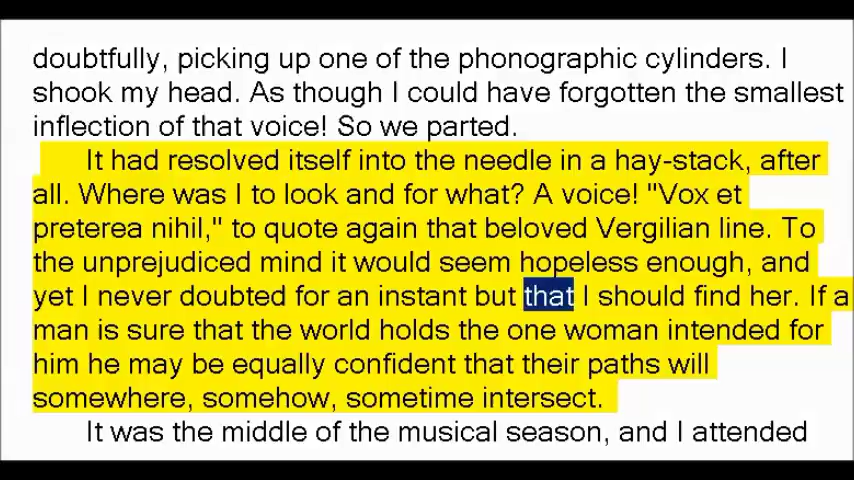 doubtfully, picking up one of the phonographic cylinders. I
shook my head. As though I could have forgotten the smallest
inflection of that voice! So we parted.
It had resolved itself into the needle in a hay-stack, after
all. Where was I to look and for what? A voice! "Vox et
preterea nihil," to quote again that beloved Vergilian line. To
the unprejudiced mind it would seem hopeless enough, and
yet I never doubted for an instant but that I should find her. If a
man is sure that the world holds the one woman intended for
him he may be equally confident that their paths will
somewhere, somehow, sometime intersect.
It was the middle of the musical season, and I attended